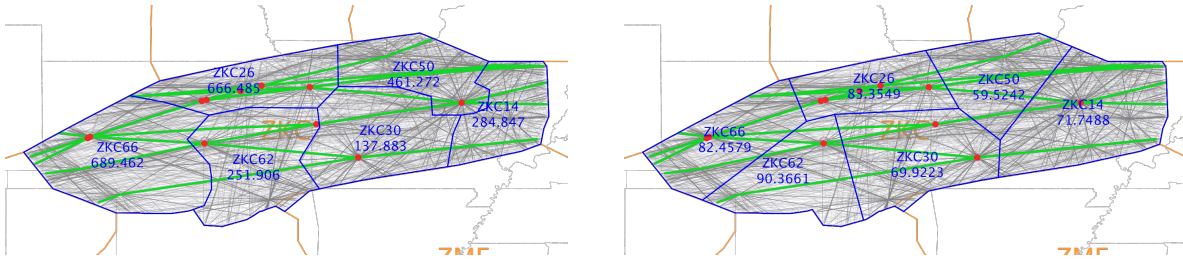 ZKC26
666.485
ZKC50
461.272
ZKC14
284.847
ZKC
ZKC30
137.883
ZKC66
689.462
ZKC62
251.906
ZME
ZKC26
83.3549
ZKC50
59.5242
ZKC14
71.7488
ZKC
ZKC66
82.4579
ZKC30
69.9223
ZKC62
90.3661
ZME